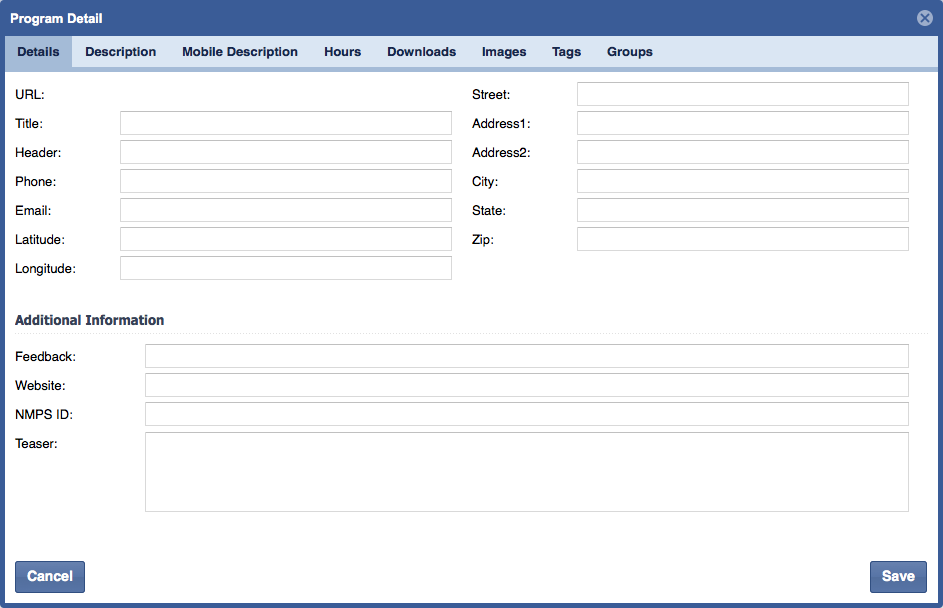 Program Detail
Details Description Mobile Description Hours Downloads Images Tags Groups
URL:
Title:
Header:
Phone:
Email:
Latitude:
Longitude:
Street:
Address1:
Address2:
City:
State:
Zip:
Additional Information
Feedback:
Website:
NMPS ID:
Teaser:
Cancel Save